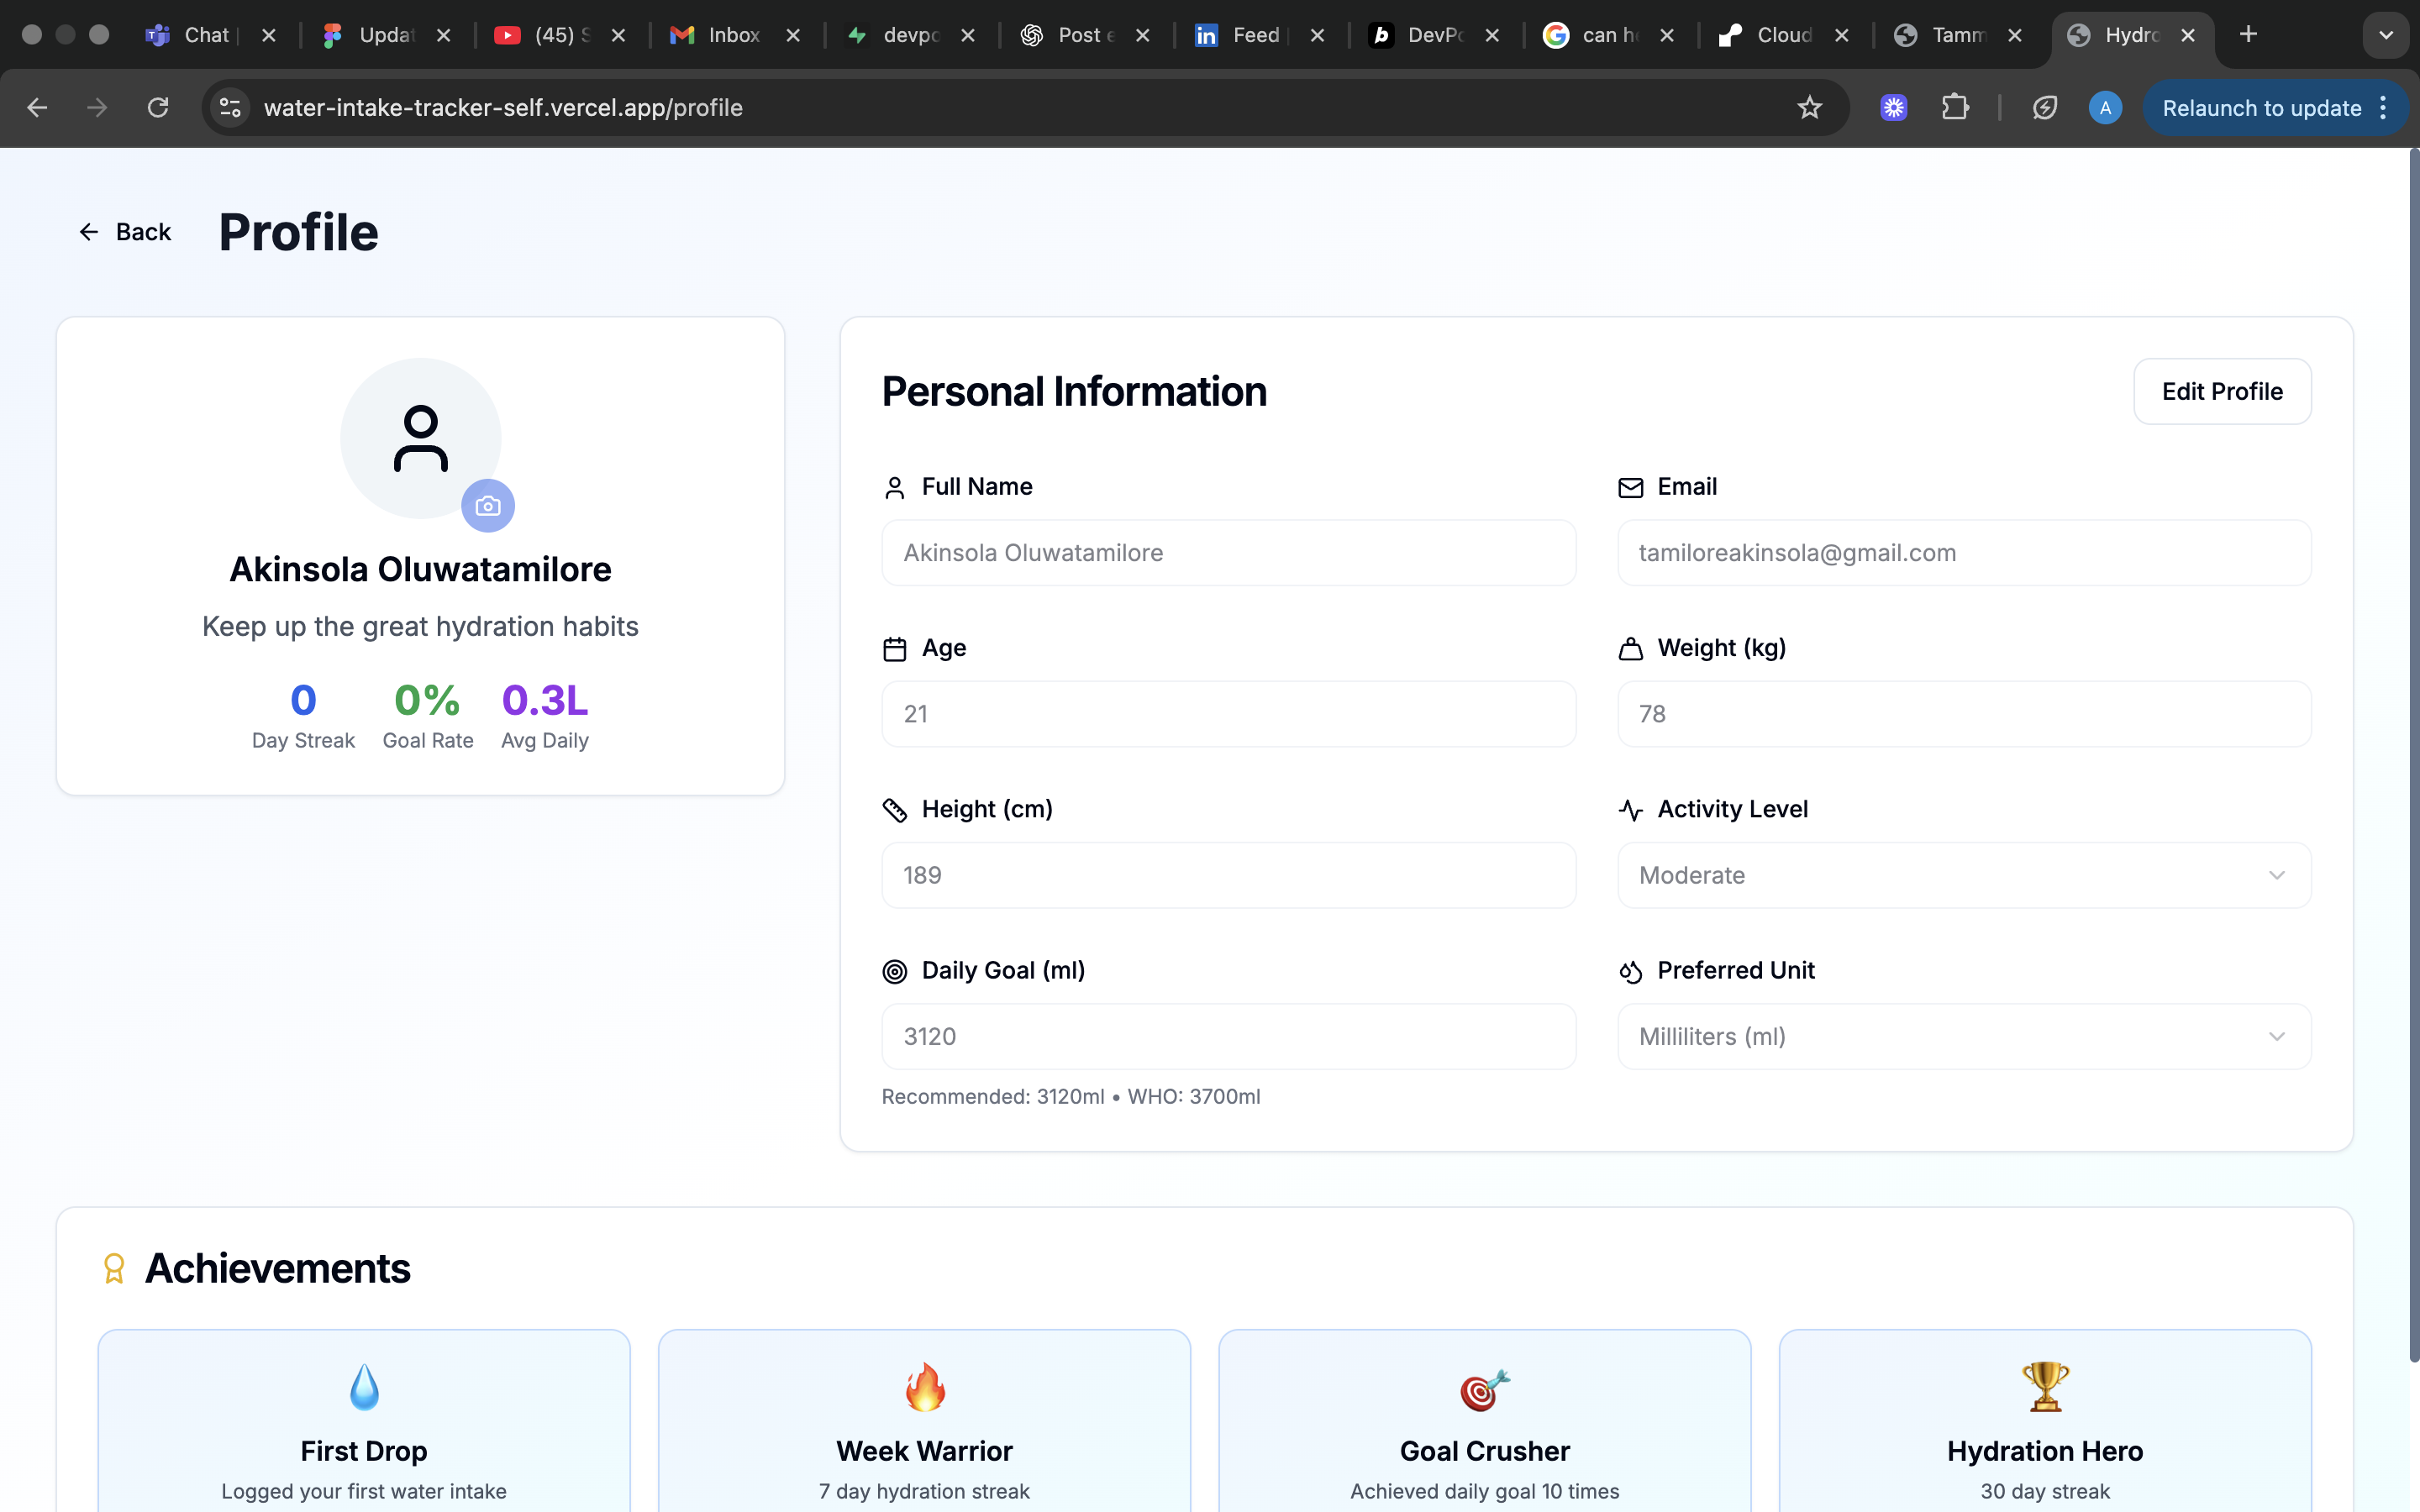 Chat
Updat
(45) S
Inbox
devpo
Post e
Feed
DevPo
can h
Cloud
Tamm
Hydro
water-intake-tracker-self.vercel.app/profile
A
Relaunch to update
Back
Profile
Akinsola Oluwatamilore
Keep up the great hydration habits
0 0% 0.3L
Day Streak Goal Rate Avg Daily
Personal Information
Edit Profile
Full Name
Email
Akinsola Oluwatamilore
tamiloreakinsola@gmail.com
Age
Weight (kg)
21
78
Height (cm)
Activity Level
189
Moderate
Daily Goal (ml)
Preferred Unit
3120
Milliliters (ml)
Recommended: 3120ml • WHO: 3700ml
Achievements
First Drop
Logged your first water intake
Week Warrior
7 day hydration streak
Goal Crusher
Achieved daily goal 10 times
Hydration Hero
30 day streak